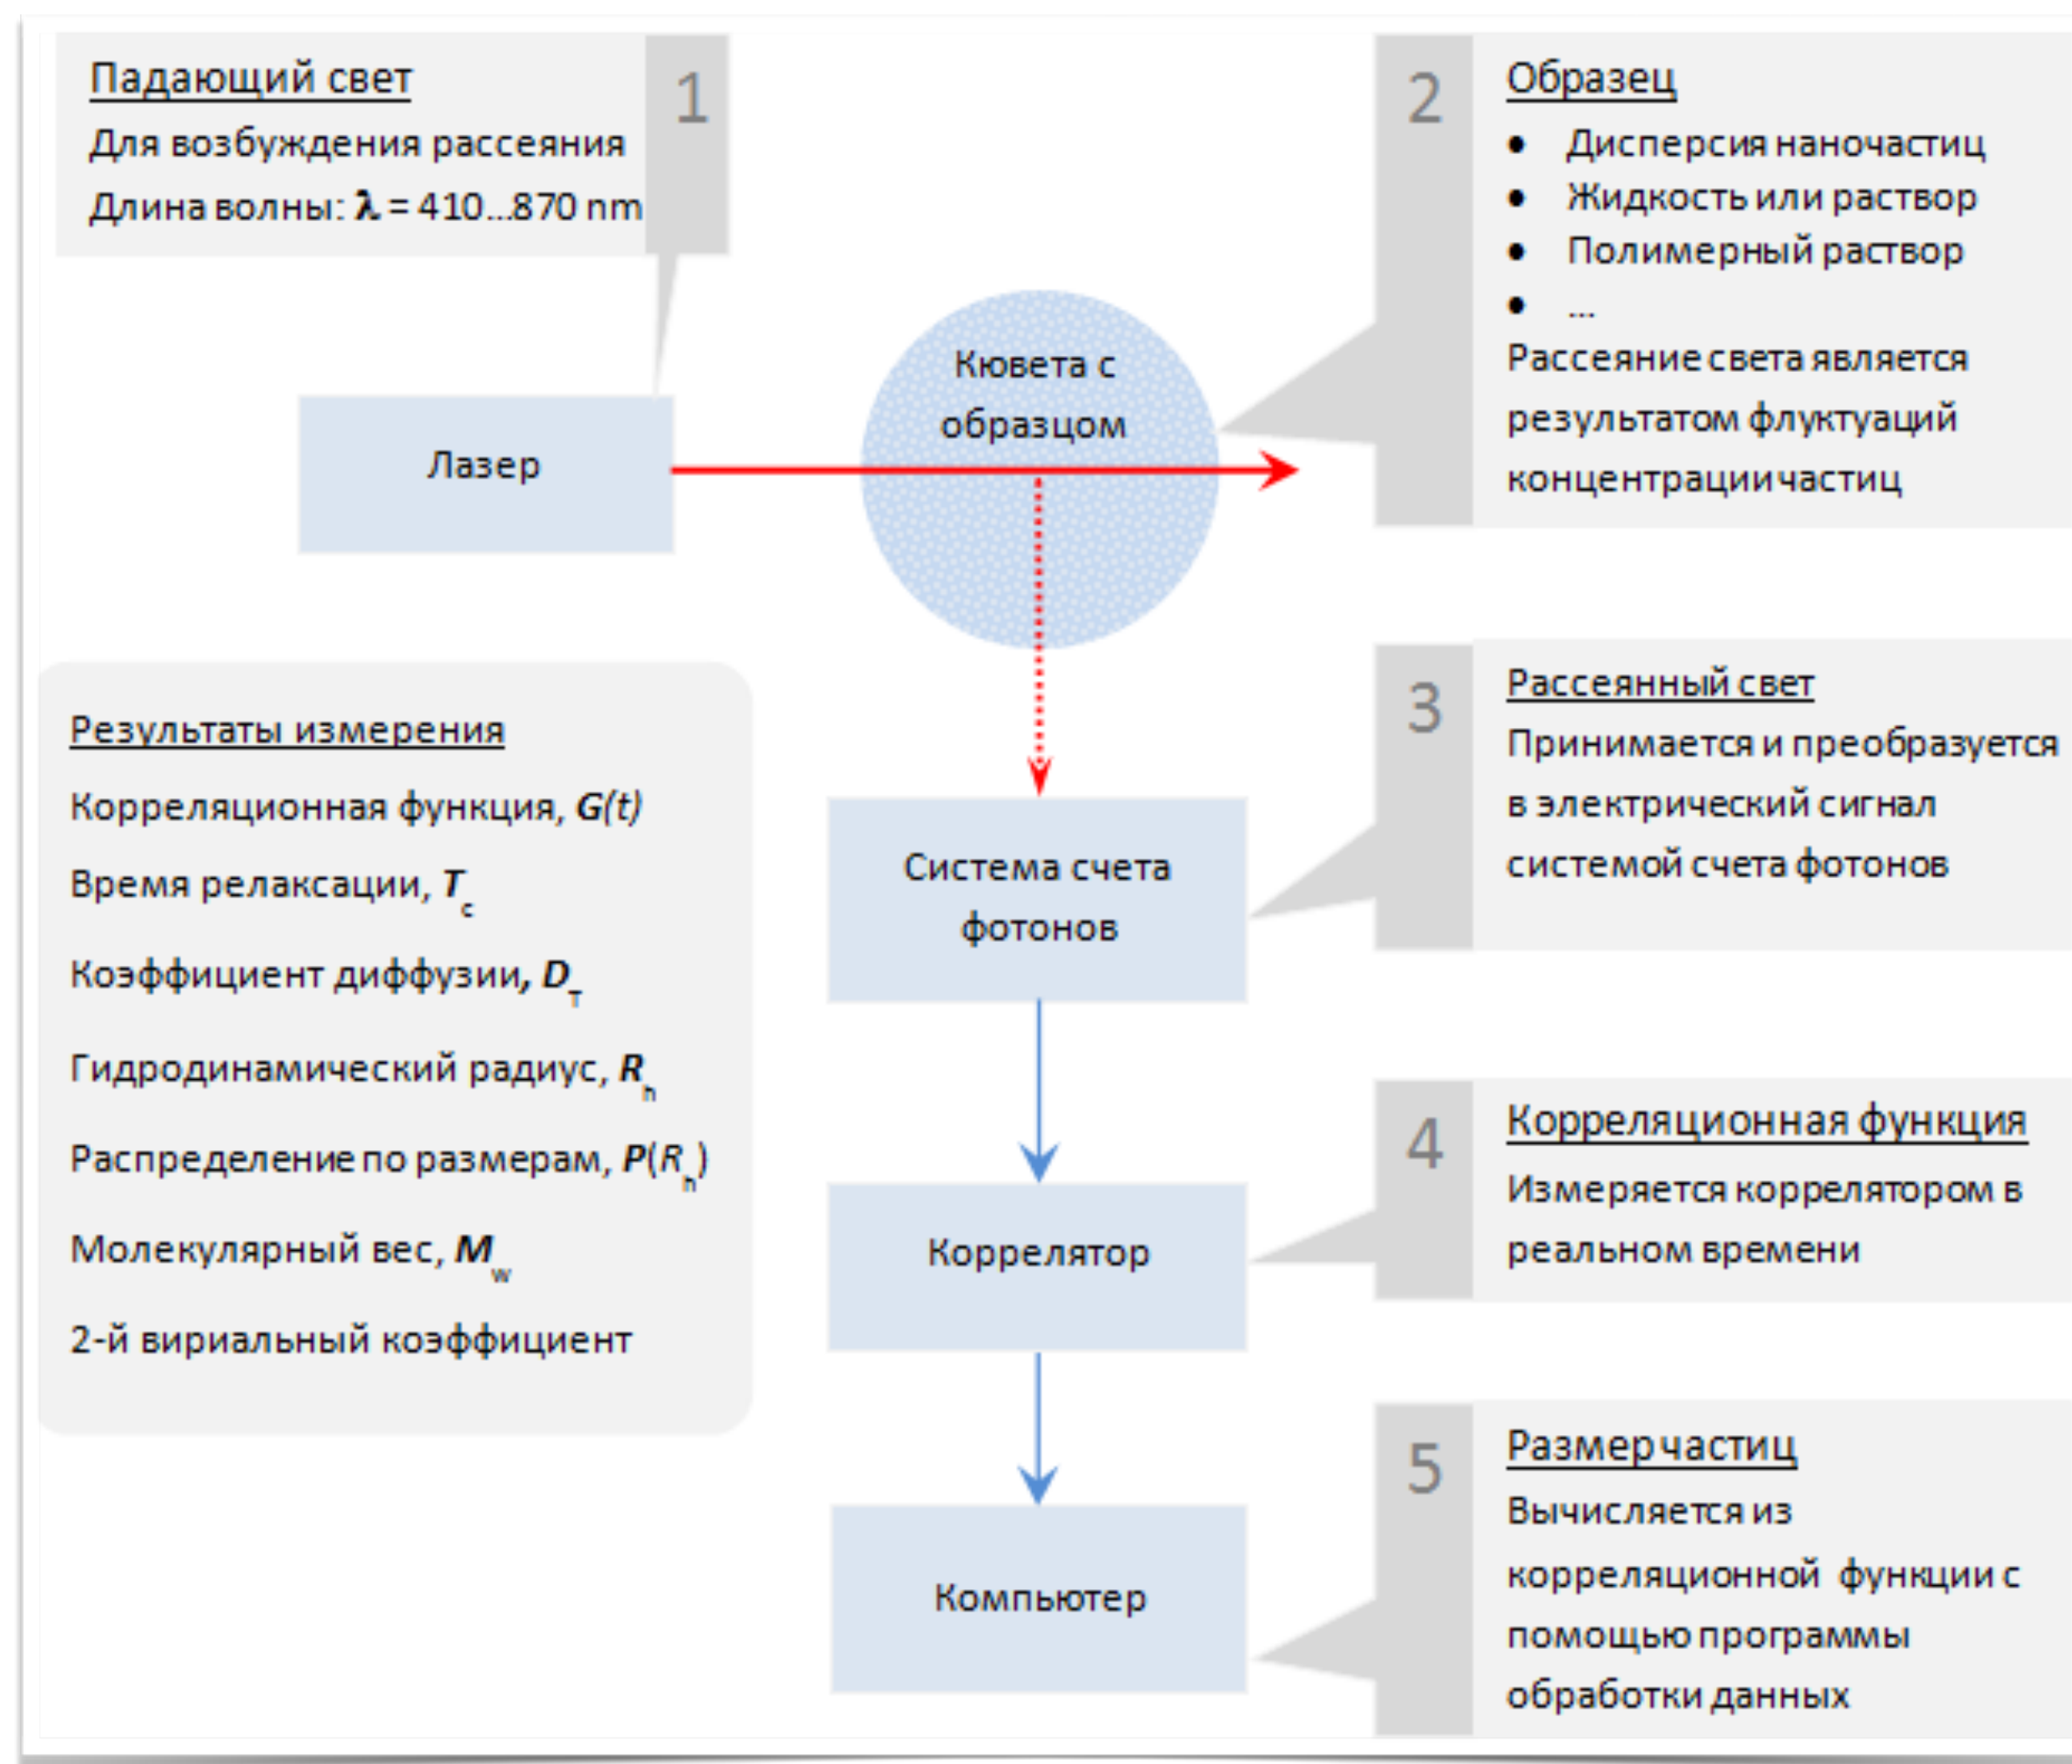 Падающий свет
Для возбуждения рассеяния
Длина волны: λ = 410...870 nm
1
2
Образец
• Дисперсия наночастиц
• Жидкость или раствор
• Полимерный раствор
• ...
Рассеяние света является
результатом флуктуаций
концентрации частиц
Лазер
Кювета с
образцом
3
Рассеянный свет
Принимается и преобразуется
в электрический сигнал
системой счета фотонов
Система счета
фотонов
Результаты измерения
Корреляционная функция, G(t)
Время релаксации, Tc
Коэффициент диффузии, DT
Гидродинамический радиус, Rh
Распределение по размерам, P(Rh)
Молекулярный вес, Mw
2-й вириальный коэффициент
4
Корреляционная функция
Измеряется коррелятором в
реальном времени
Коррелятор
5
Размер частиц
Вычисляется из
корреляционной функции с
помощью программы
обработки данных
Компьютер